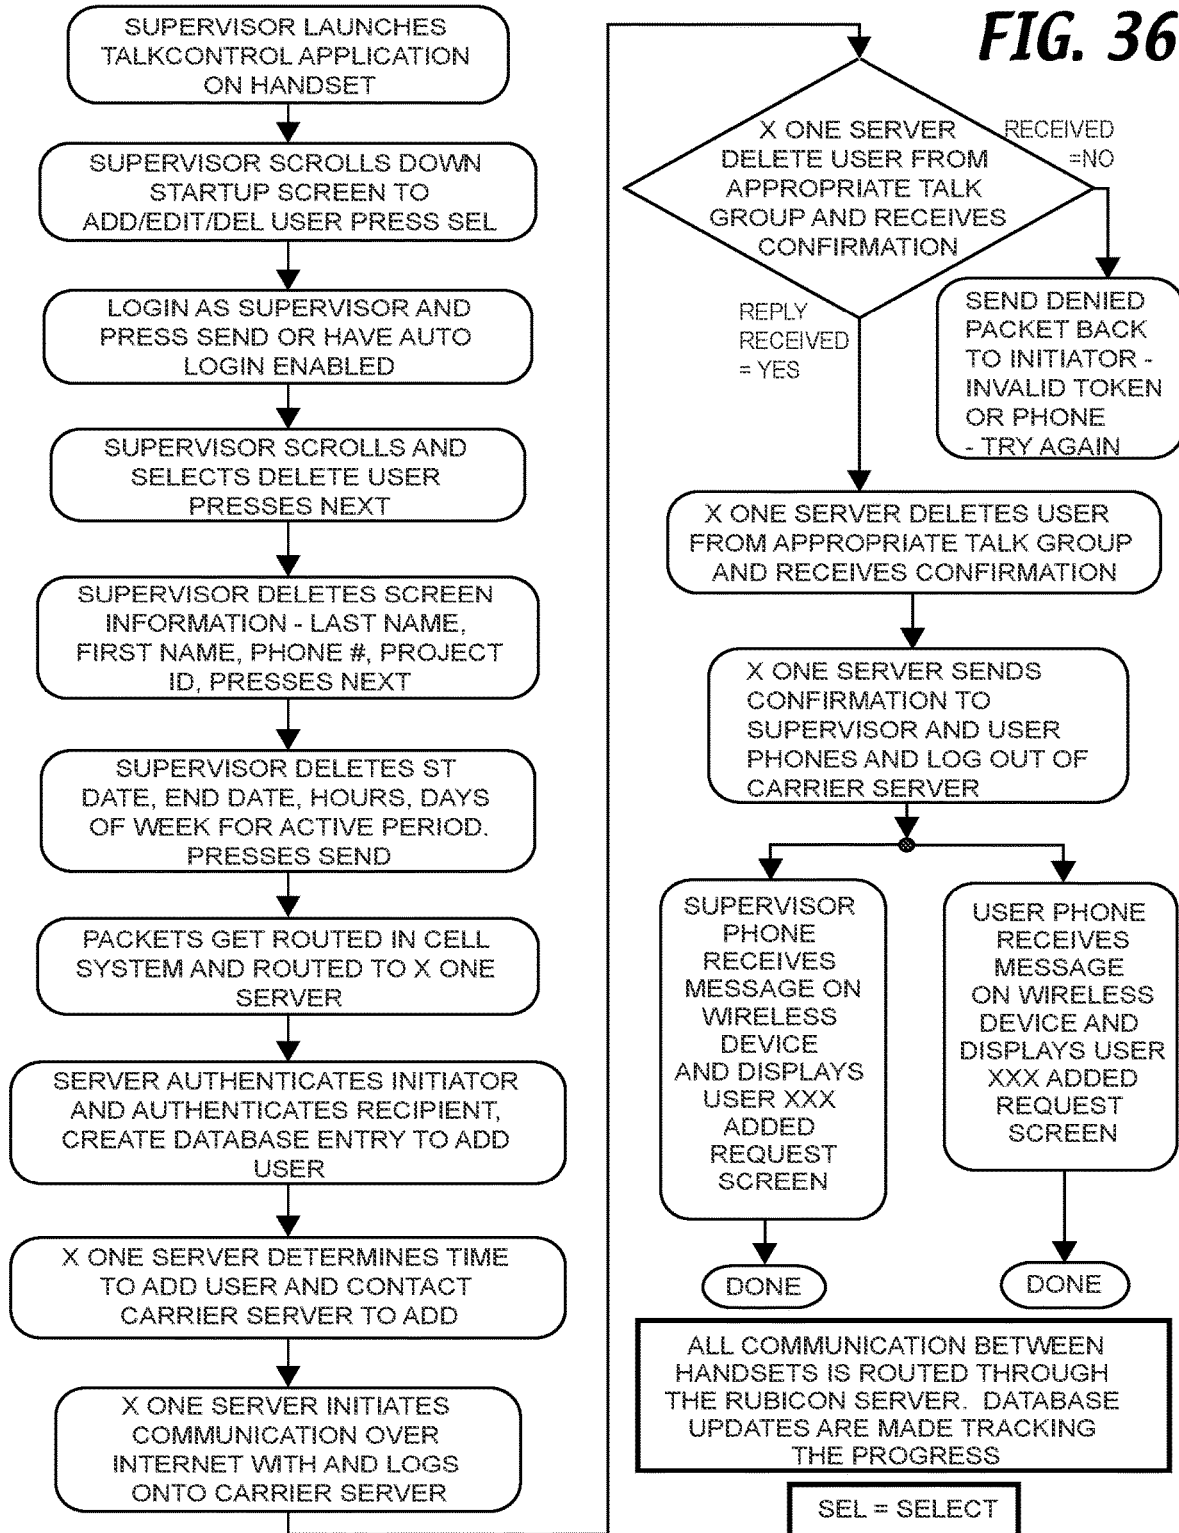 FIG. 36
SUPERVISOR LAUNCHES
TALKCONTROL APPLICATION
ON HANDSET
SUPERVISOR SCROLLS DOWN
STARTUP SCREEN TO
ADD/EDIT/DEL USER PRESS SEL
LOGIN AS SUPERVISOR AND
PRESS SEND OR HAVE AUTO
LOGIN ENABLED
SUPERVISOR SCROLLS AND
SELECTS DELETE USER
PRESSES NEXT
SUPERVISOR DELETES SCREEN
INFORMATION - LAST NAME,
FIRST NAME, PHONE #, PROJECT
ID, PRESSES NEXT
SUPERVISOR DELETES ST
DATE, END DATE, HOURS, DAYS
OF WEEK FOR ACTIVE PERIOD.
PRESSES SEND
PACKETS GET ROUTED IN CELL
SYSTEM AND ROUTED TO X ONE
SERVER
SERVER AUTHENTICATES INITIATOR
AND AUTHENTICATES RECIPIENT,
CREATE DATABASE ENTRY TO ADD
USER
X ONE SERVER DETERMINES TIME
TO ADD USER AND CONTACT
CARRIER SERVER TO ADD
X ONE SERVER INITIATES
COMMUNICATION OVER
INTERNET WITH AND LOGS
ONTO CARRIER SERVER
X ONE SERVER
DELETE USER FROM
APPROPRIATE TALK
GROUP AND RECEIVES
CONFIRMATION
RECEIVED
=NO
SEND DENIED
PACKET BACK
TO INITIATOR -
INVALID TOKEN
OR PHONE
- TRY AGAIN
REPLY
RECEIVED
= YES
X ONE SERVER DELETES USER
FROM APPROPRIATE TALK GROUP
AND RECEIVES CONFIRMATION
X ONE SERVER SENDS
CONFIRMATION TO
SUPERVISOR AND USER
PHONES AND LOG OUT OF
CARRIER SERVER
SUPERVISOR
PHONE
RECEIVES
MESSAGE ON
WIRELESS
DEVICE
AND DISPLAYS
USER XXX
ADDED
REQUEST
SCREEN
DONE
USER PHONE
RECEIVES
MESSAGE
ON WIRELESS
DEVICE AND
DISPLAYS USER
XXX ADDED
REQUEST
SCREEN
DONE
ALL COMMUNICATION BETWEEN
HANDSETS IS ROUTED THROUGH
THE RUBICON SERVER. DATABASE
UPDATES ARE MADE TRACKING
THE PROGRESS
SEL = SELECT